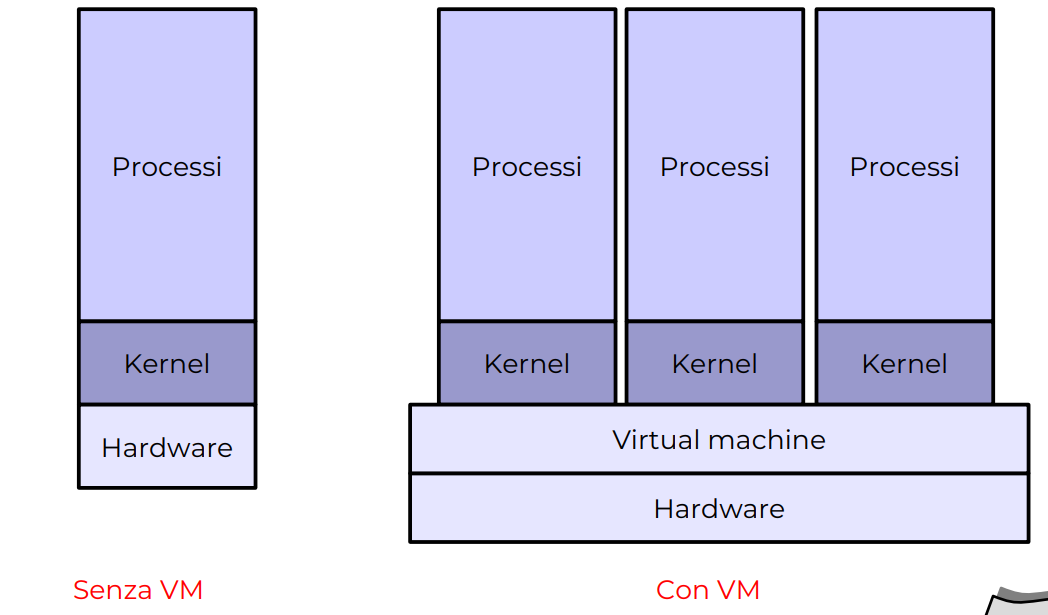 Processi
Kernel
Hardware
Processi
Processi
Processi
Kernel
Kernel
Kernel
Virtual machine
Hardware
Senza VM
Con VM